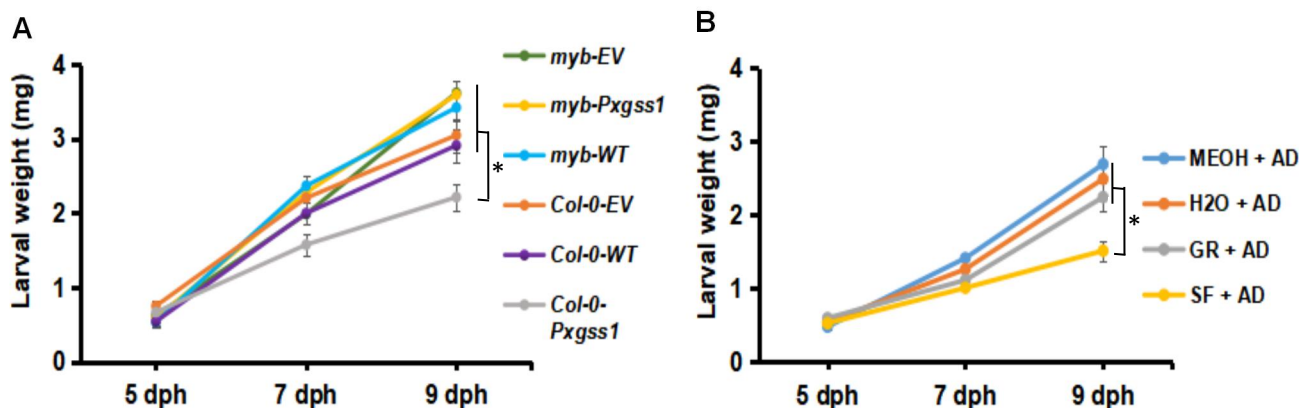 A
Larval weight (mg)
4
3
2
1
0
5 dph
7 dph
9 dph
*
myb-EV
myb-Pxgss1
myb-WT
Col-0-EV
Col-0-WT
Col-0-
Pxgss1
B
Larval weight (mg)
4
3
2
1
0
5 dph
7 dph
9 dph
*
MEOH + AD
H2O + AD
GR + AD
SF + AD